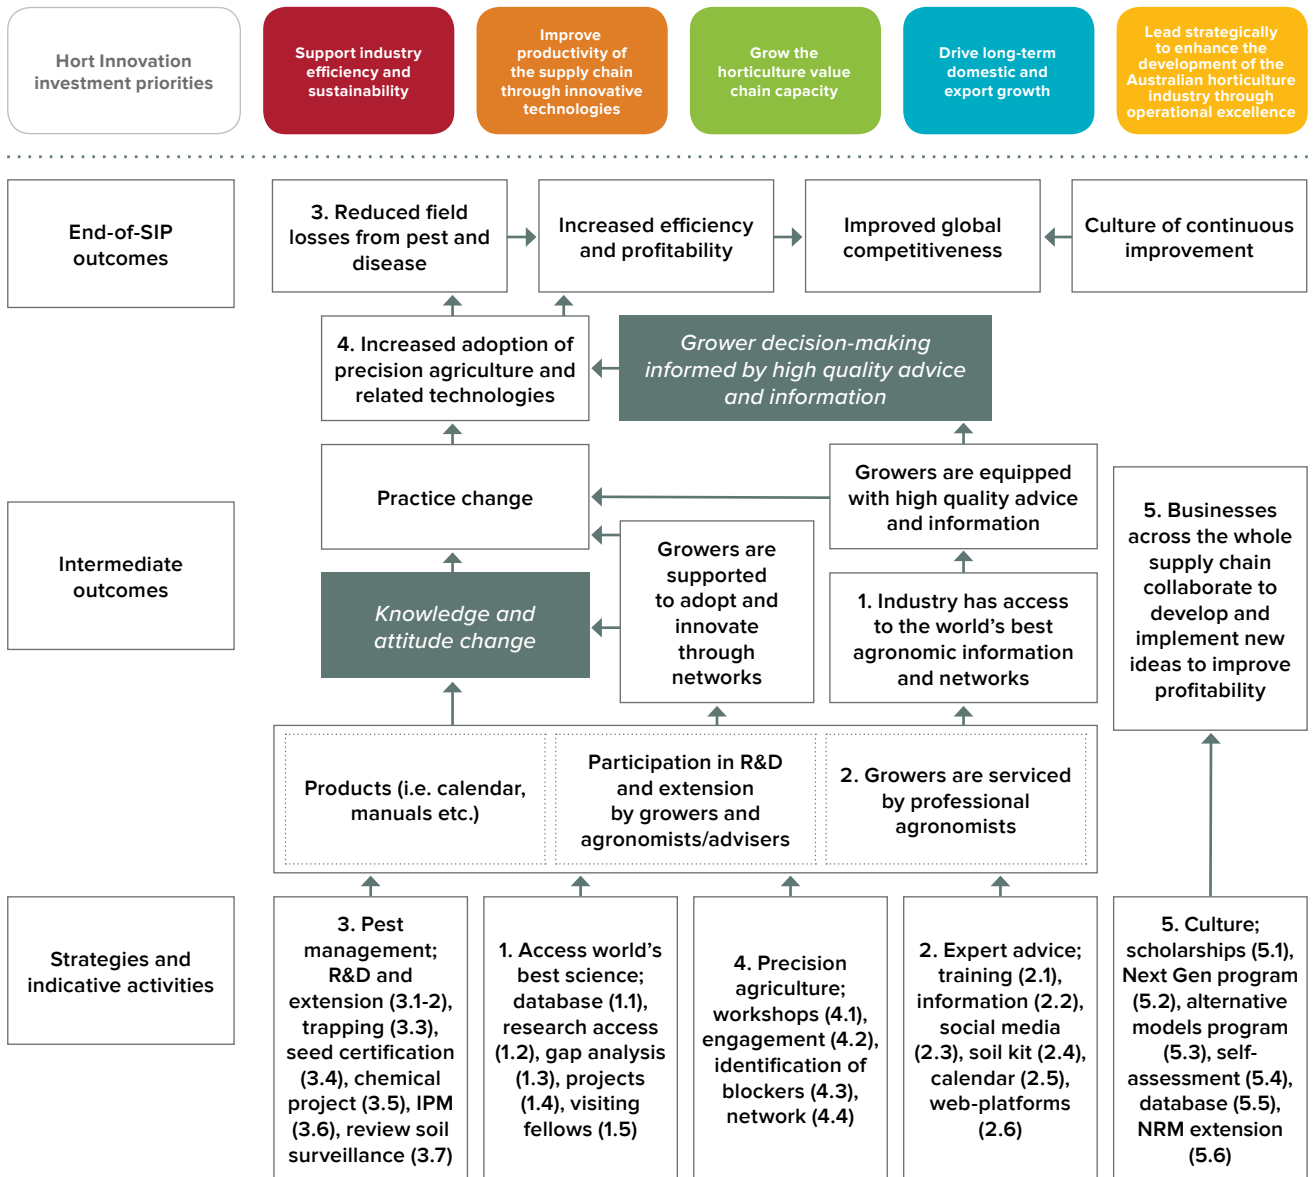 Hort Innovation
investment priorities
Support industry
efficiency and
sustainability
Improve
productivity of
the supply chain
through innovative
technologies
Grow the
horticulture value
chain capacity
Drive long-term
domestic and
export growth
Lead strategically
to enhance the
development of the
Australian horticulture
industry through
operational excellence
End-of-SIP
outcomes
3. Reduced field
losses from pest and
disease
Increased efficiency
and profitability
Improved global
competitiveness
Culture of continuous
improvement
4. Increased adoption of
precision agriculture and
related technologies
Grower decision-making
informed by high quality advice
and information
Intermediate
outcomes
Practice change
Growers are equipped
with high quality advice
and information
Growers are
supported
to adopt and
innovate
through
networks
Knowledge and
attitude change
1. Industry has access
to the world's best
agronomic information
and networks
5. Businesses
across the whole
supply chain
collaborate to
develop and
implement new
ideas to improve
profitability
Products (i.e. calendar,
manuals etc.)
Participation in R&D
and extension
by growers and
agronomists/advisers
2. Growers are serviced
by professional
agronomists
Strategies and
indicative activities
3. Pest
management;
R&D and
extension (3.1-2),
trapping (3.3),
seed certification
(3.4), chemical
project (3.5), IPM
(3.6), review soil
surveillance (3.7)
1. Access world's
best science;
database (1.1),
research access
(1.2), gap analysis
(1.3), projects
(1.4), visiting
fellows (1.5)
4. Precision
agriculture;
workshops (4.1),
engagement (4.2),
identification of
blockers (4.3),
network (4.4)
2. Expert advice;
training (2.1),
information (2.2),
social media
(2.3), soil kit (2.4),
calendar (2.5),
web-platforms
(2.6)
5. Culture;
scholarships (5.1),
Next Gen program
(5.2), alternative
models program
(5.3), self-
assessment (5.4),
database (5.5),
NRM extension
(5.6)